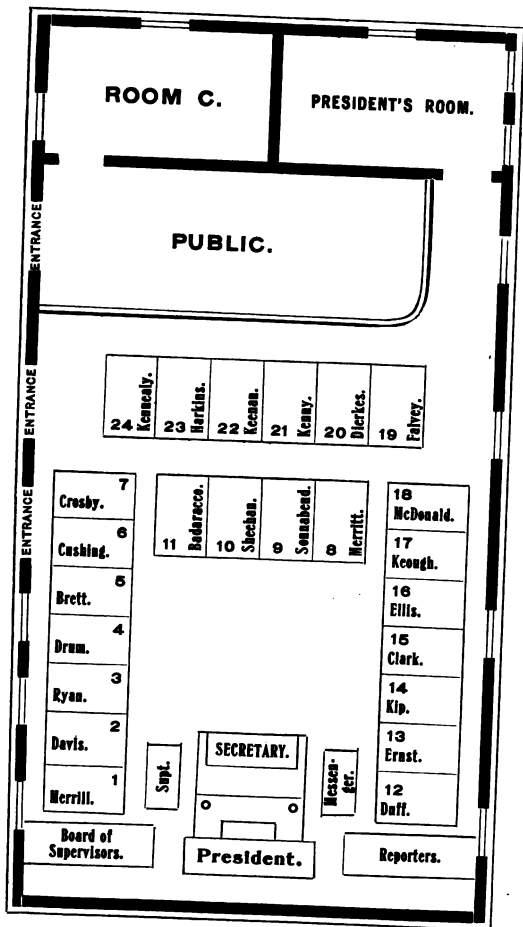 ROOM C.
PRESIDENT'S ROOM.
ENTRANCE
PUBLIC.
ENTRANCE
24 Kennealy.
23 Harkins.
22 Keenan.
21 Kenny.
20 Dierkes.
19 Falvey.
ENTRANCE
7
Crosby.
6
Cushing.
5
Brett.
4
Drum.
3
Ryan.
2
Davis.
1
Merrill.
11 Badaracco.
10 Sheehan.
9 Sonnabend.
8 Merritt.
18
McDonald.
17
Keough.
16
Ellis.
15
Clark.
14
Kip.
13
Ernst.
12
Duff.
Supt.
SECRETARY.
Messen-
ger.
Board of
Supervisors.
President.
Reporters.